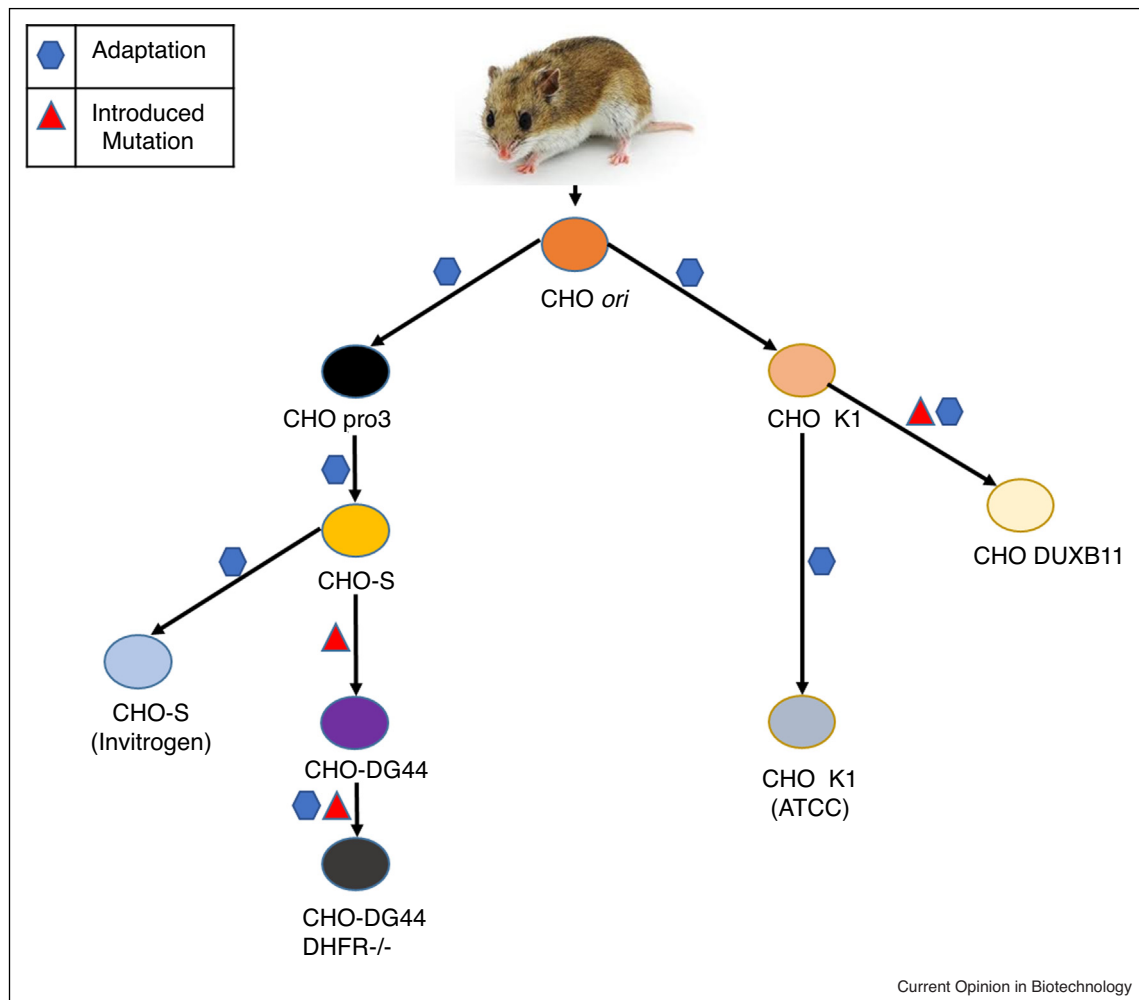 Adaptation
Introduced
Mutation
CHO ori
CHO pro3
CHO K1
CHO DUXB11
CHO-S
CHO-S
(Invitrogen)
CHO-DG44
CHO K1
(ATCC)
CHO-DG44
DHFR-/-
Current Opinion in Biotechnology